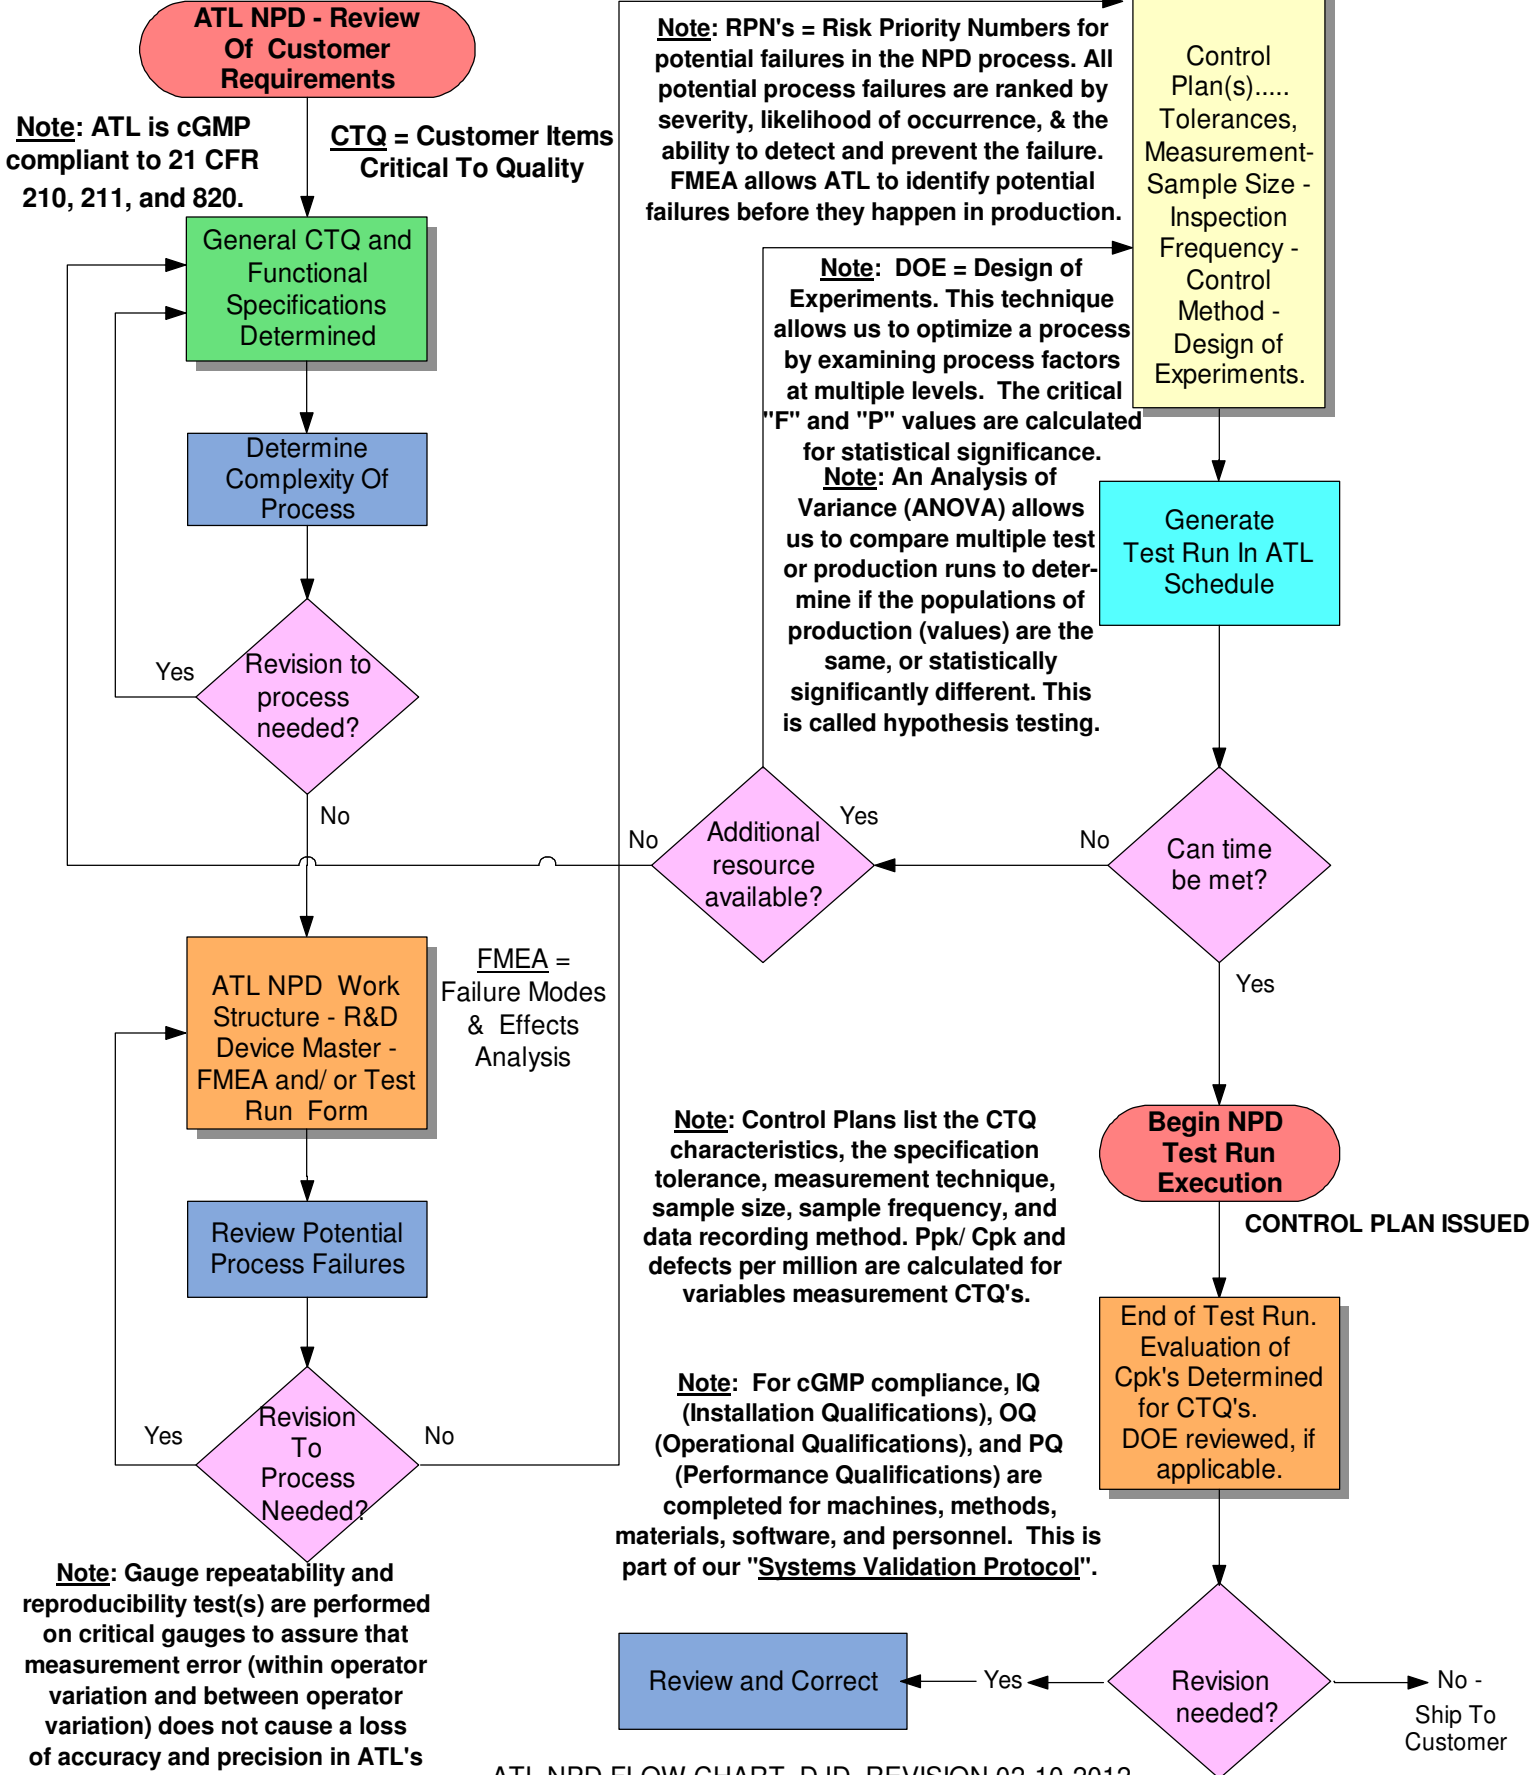 ATL NPD - Review
Of Customer
Requirements
Note: ATL is cGMP
compliant to 21 CFR
210, 211, and 820.
CTQ = Customer Items
Critical To Quality
General CTQ and
Functional
Specifications
Determined
Determine
Complexity Of
Process
Revision to
process
needed?
Yes
No
ATL NPD Work
Structure - R&D
Device Master -
FMEA and/ or Test
Run Form
FMEA =
Failure Modes
& Effects
Analysis
Review Potential
Process Failures
Revision
To
Process
Needed?
Yes
No
Note: Gauge repeatability and
reproducibility test(s) are performed
on critical gauges to assure that
measurement error (within operator
variation and between operator
variation) does not cause a loss
of accuracy and precision in ATL's
Note: RPN's = Risk Priority Numbers for
potential failures in the NPD process. All
potential process failures are ranked by
severity, likelihood of occurrence, & the
ability to detect and prevent the failure.
FMEA allows ATL to identify potential
failures before they happen in production.
Control
Plan(s).....
Tolerances,
Measurement-
Sample Size -
Inspection
Frequency -
Control
Method -
Design of
Experiments.
Note: DOE = Design of
Experiments. This technique
allows us to optimize a process
by examining process factors
at multiple levels. The critical
"F" and "P" values are calculated
for statistical significance.
Note: An Analysis of
Variance (ANOVA) allows
us to compare multiple test
or production runs to deter-
mine if the populations of
production (values) are the
same, or statistically
significantly different. This
is called hypothesis testing.
Generate
Test Run In ATL
Schedule
Can time
be met?
No
Yes
Additional
resource
available?
Yes
No
Begin NPD
Test Run
Execution
CONTROL PLAN ISSUED
Note: Control Plans list the CTQ
characteristics, the specification
tolerance, measurement technique,
sample size, sample frequency, and
data recording method. Ppk/ Cpk and
defects per million are calculated for
variables measurement CTQ's.
End of Test Run.
Evaluation of
Cpk's Determined
for CTQ's.
DOE reviewed, if
applicable.
Note: For cGMP compliance, IQ
(Installation Qualifications), OQ
(Operational Qualifications), and PQ
(Performance Qualifications) are
completed for machines, methods,
materials, software, and personnel. This is
part of our "Systems Validation Protocol".
Revision
needed?
Yes
Review and Correct
No -
Ship To
Customer
ATL NPD FLOW CHART D.ID. REVISION 02-10-2012